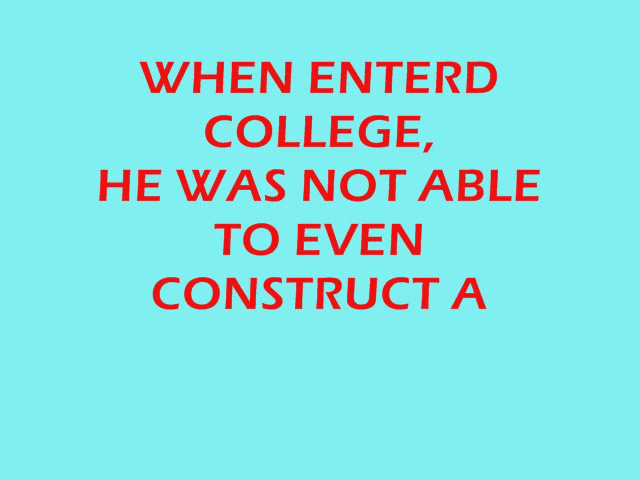 WHEN ENTERD
COLLEGE,
HE WAS NOT ABLE
TO EVEN
CONSTRUCT A